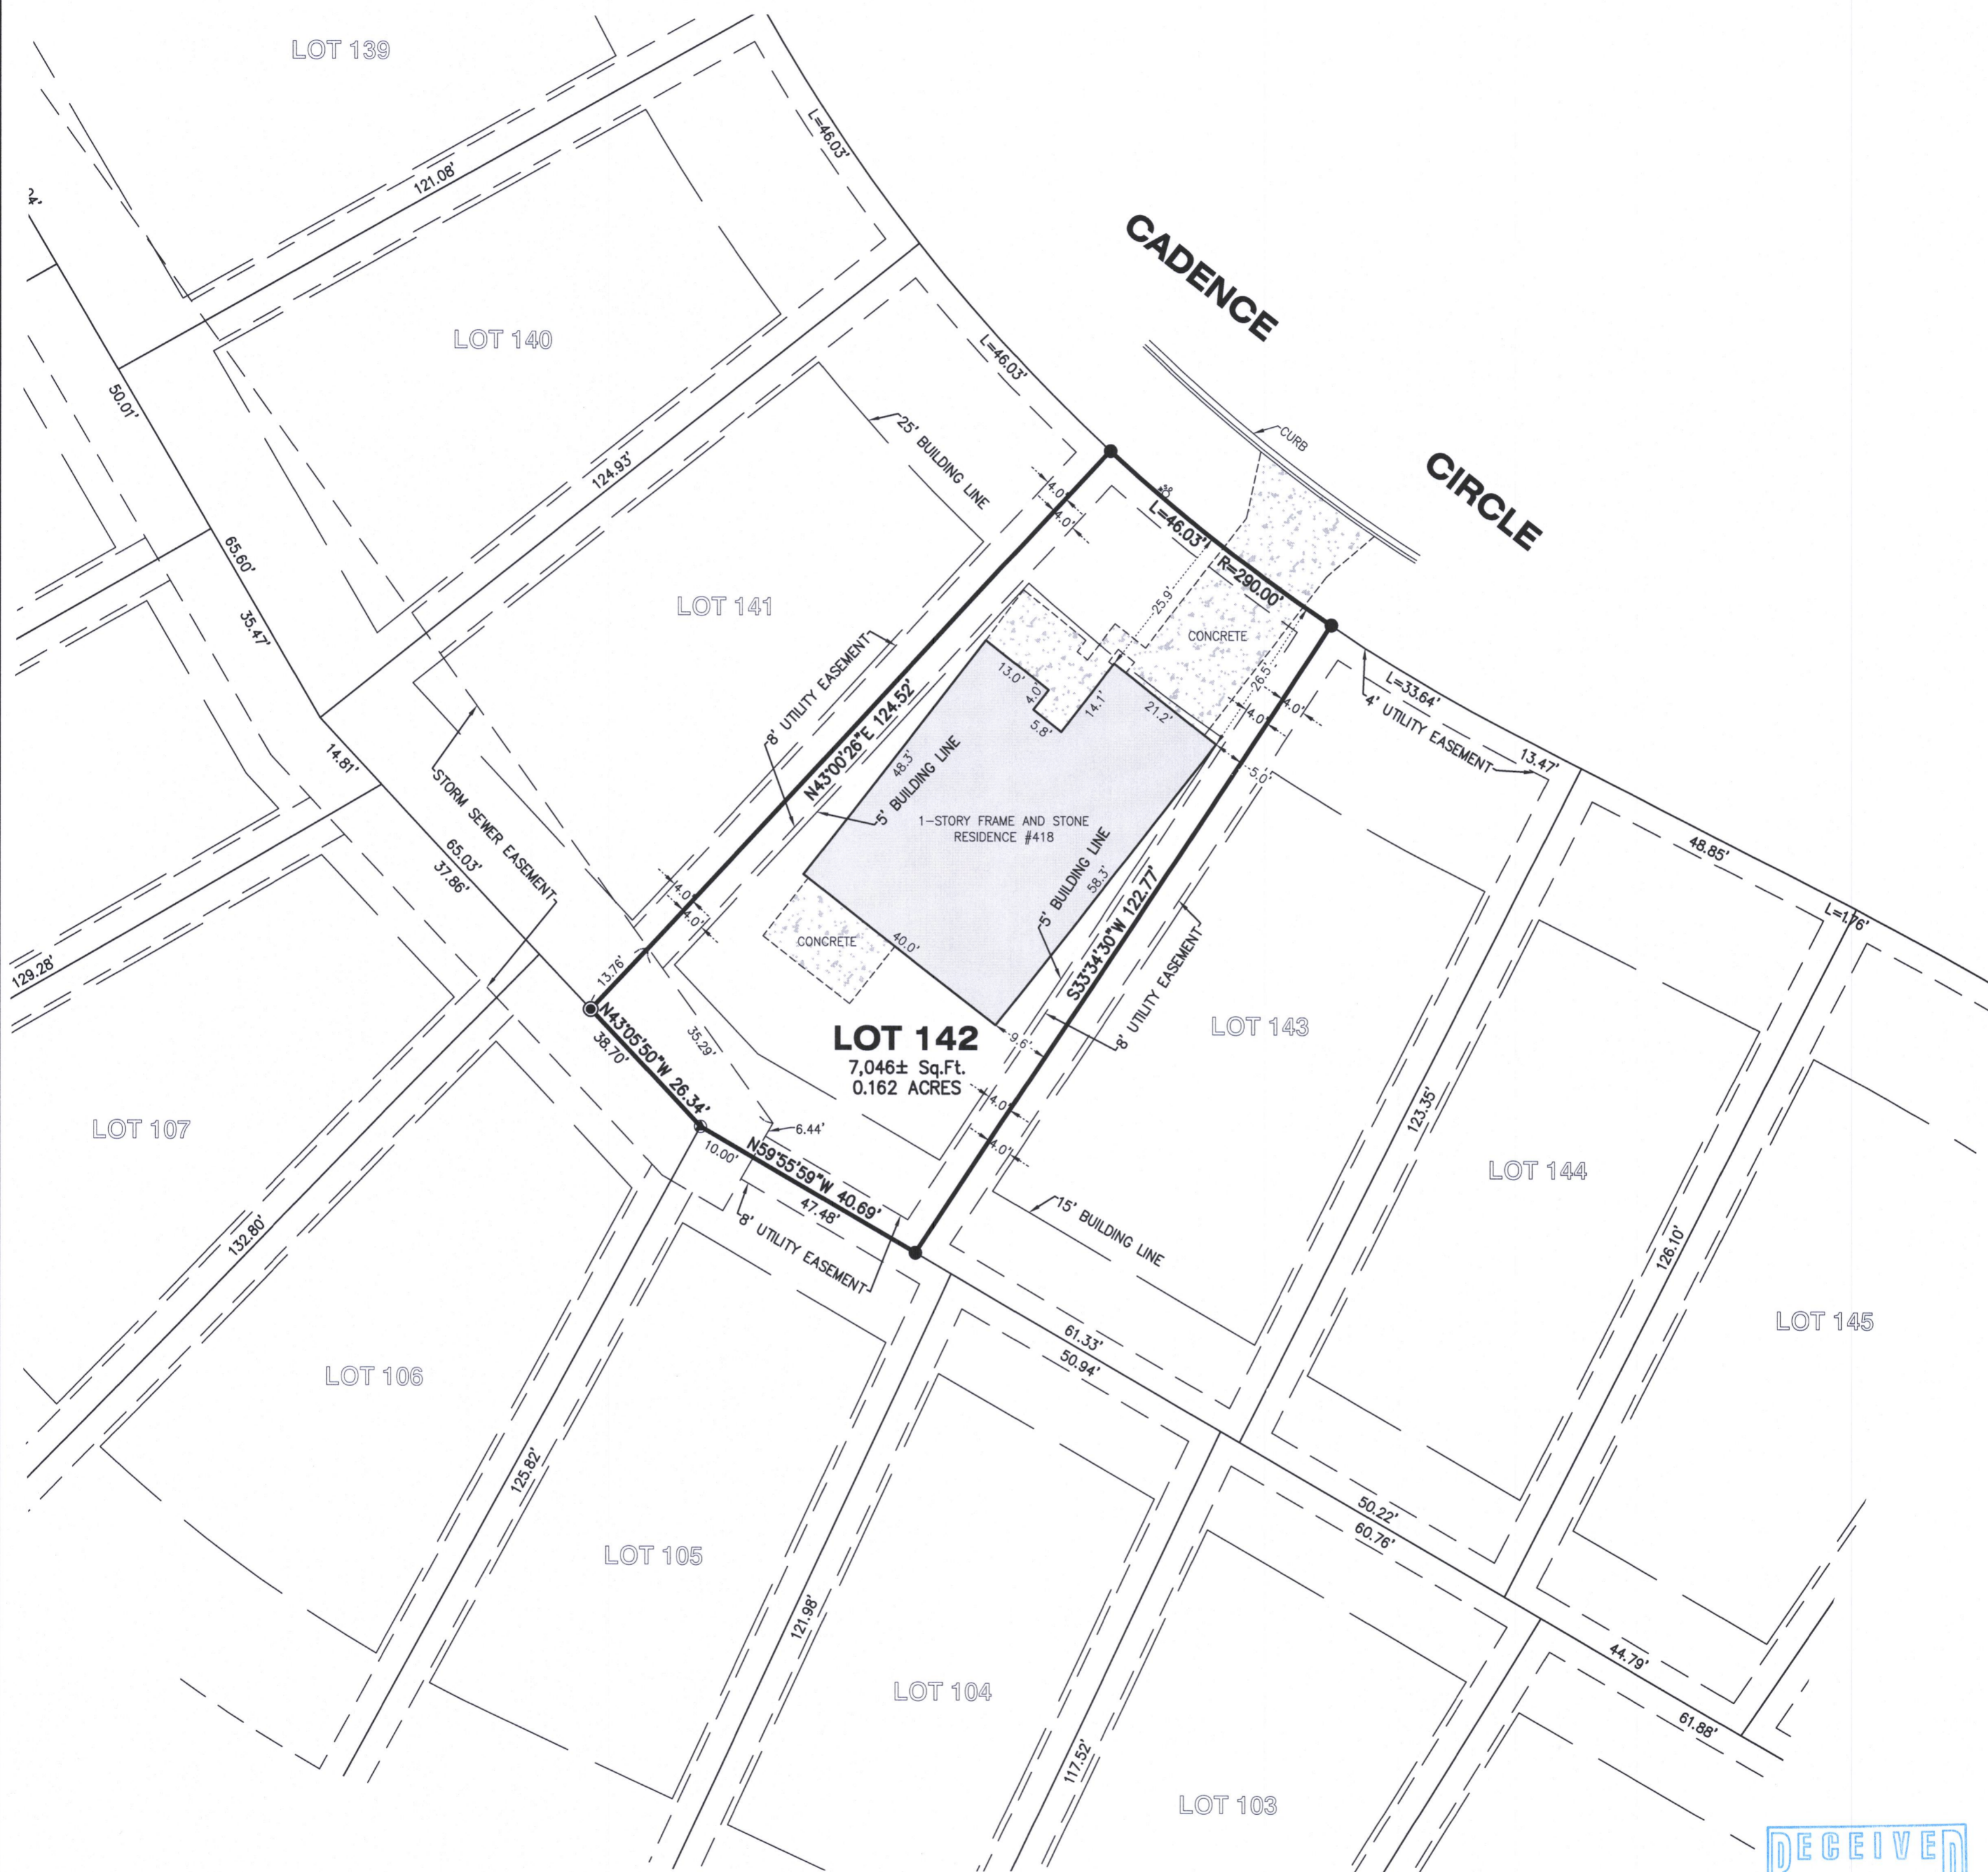 LOT 139
121.08'
L=46.03'
CADENCE
CIRCLE
LOT 140
50.01'
L=46.03'
CURB
25' BUILDING LINE
124.93'
65.60'
35.47'
4.0'
4.0'
L=46.03'
R=290.00'
LOT 141
25.9'
CONCRETE
26.5'
8' UTILITY EASEMENT
N43°00'26"E 124.52'
13.0'
4.0'
5.8'
14.1'
21.2'
4.0'
4.0'
5.0'
L=33.64'
4' UTILITY EASEMENT
13.47'
14.81'
STORM SEWER EASEMENT
48.3'
5' BUILDING LINE
1-STORY FRAME AND STONE
RESIDENCE #418
5' BUILDING LINE
58.3'
S33°34'30"W 122.77'
8' UTILITY EASEMENT
48.85'
L=1.76'
65.03'
37.86'
4.0'
4.0'
CONCRETE
40.0'
129.28'
13.76'
N43°05'50"W 26.34'
38.70'
35.29'
LOT 142
7,046± Sq.Ft.
0.162 ACRES
9.6'
LOT 143
4.0'
4.0'
LOT 107
6.44'
10.00'
N59°55'59"W 40.69'
47.48'
8' UTILITY EASEMENT
15' BUILDING LINE
123.35'
LOT 144
132.80'
126.10'
LOT 145
61.33'
50.94'
LOT 106
125.82'
50.22'
60.76'
LOT 105
121.98'
44.79'
61.88'
LOT 104
117.52'
LOT 103